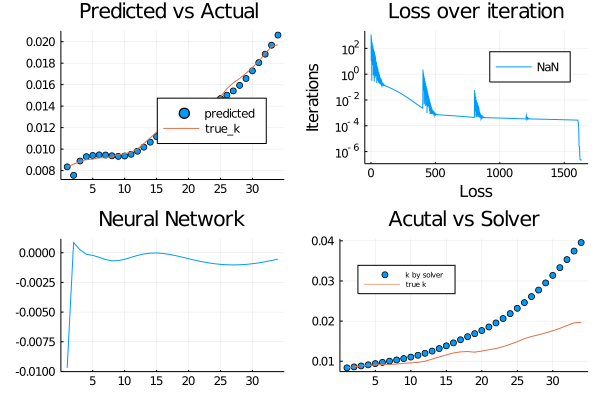 Predicted vs Actual
0.020
0.018
0.016
0.014
0.012
0.010
0.008
predicted
true_k
5 10 15 20 25 30
Loss over iteration
Iterations
10² 
10⁰
10⁻²
10⁻⁴
10⁻⁶
NaN
0 500 1000 1500
Loss
Neural Network
0.0000
-0.0025
-0.0050
-0.0075
-0.0100
5 10 15 20 25 30
Acutal vs Solver
0.04
0.03
0.02
0.01
k by solver
true k
5 10 15 20 25 30